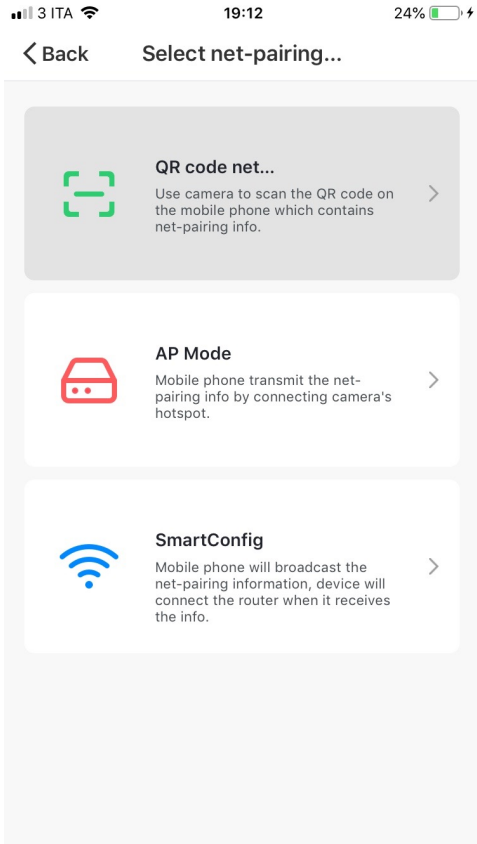 3 ITA 19:12 24%
Back Select net-pairing...
QR code net...
Use camera to scan the QR code on
the mobile phone which contains
net-pairing info.
AP Mode
Mobile phone transmit the net-
pairing info by connecting camera's
hotspot.
SmartConfig
Mobile phone will broadcast the
net-pairing information, device will
connect the router when it receives
the info.